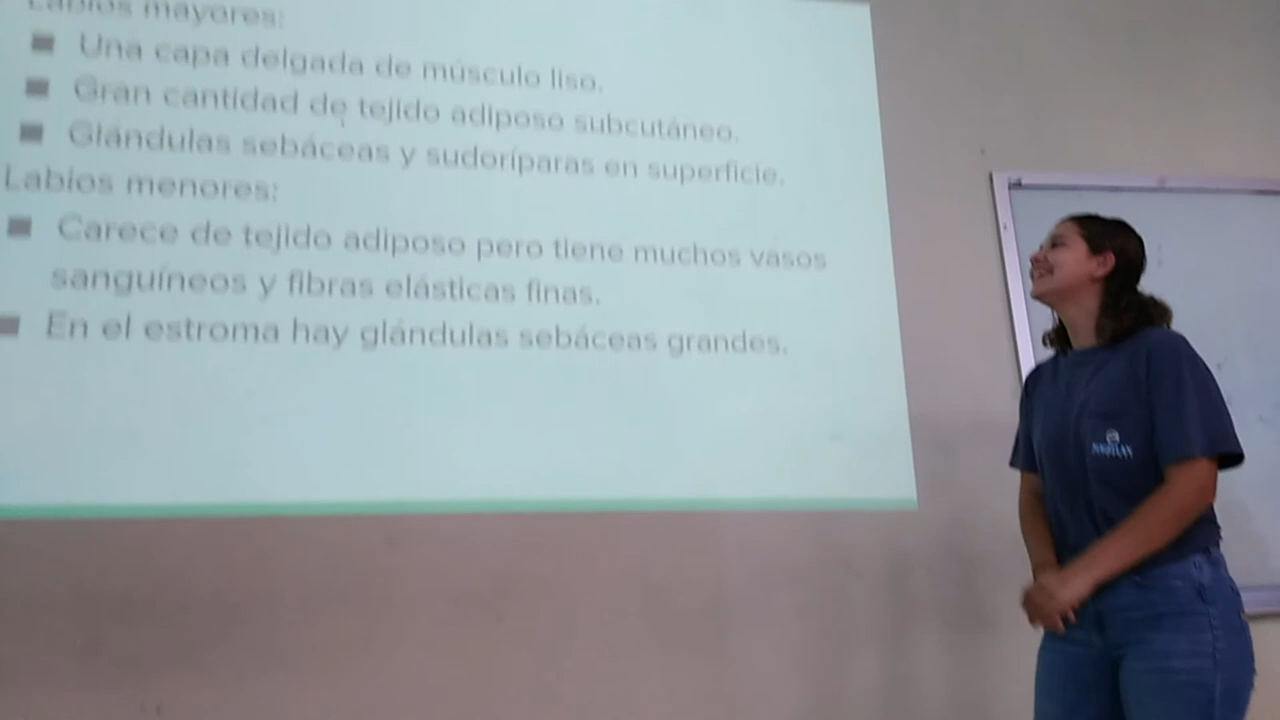 Labios mayores:
Una capa delgada de músculo liso.
Gran cantidad de tejido adiposo subcutáneo.
Glándulas sebáceas y sudoríparas en superficie.
Labios menores:
Carece de tejido adiposo pero tiene muchos vasos
sanguíneos y fibras elásticas finas.
En el estroma hay glándulas sebáceas grandes.